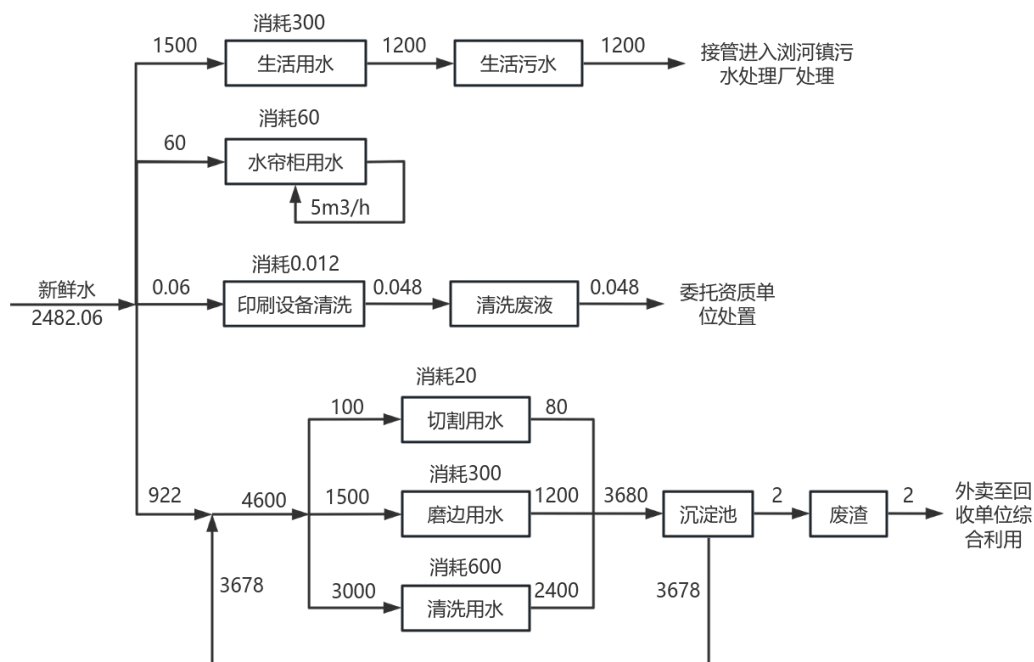 消耗300
1500
生活用水
1200
生活污水
1200
接管进入浏河镇污
水处理厂处理
消耗60
60
水帘柜用水
5m3/h
新鲜水
2482.06
消耗0.012
0.06
印刷设备清洗
0.048
清洗废液
0.048
委托资质单
位处置
消耗20
100
切割用水
80
922
4600
消耗300
1500
磨边用水
1200
3680
沉淀池
2
废渣
2
外卖至回
收单位综
合利用
消耗600
3000
清洗用水
2400
3678
3678